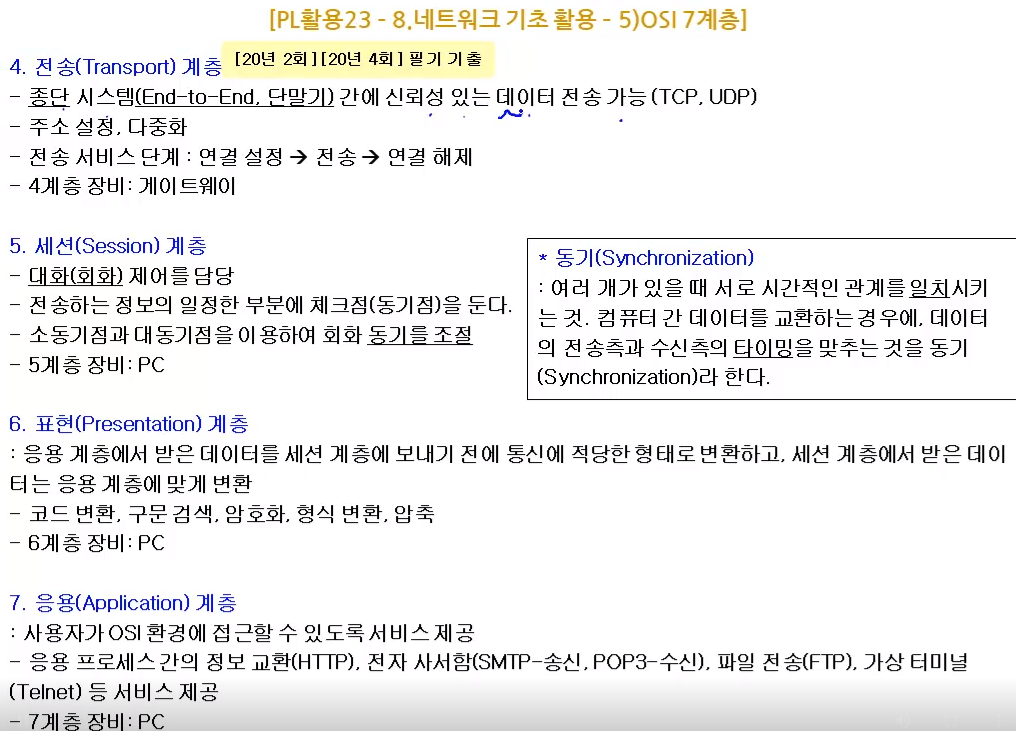 [PL활용23 - 8.네트워크 기초 활용 - 5)OSI 7계층]
4. 전송(Transport) 계층 [20년 2회][20년 4회] 필기 기출
- 종단 시스템(End-to-End, 단말기) 간에 신뢰성 있는 데이터 전송 가능 (TCP, UDP)
- 주소 설정, 다중화
- 전송 서비스 단계 : 연결 설정 → 전송 → 연결 해제
- 4계층 장비: 게이트웨이
5. 세션(Session) 계층
- 대화(회화) 제어를 담당
- 전송하는 정보의 일정한 부분에 체크점(동기점)을 둔다.
- 소동기점과 대동기점을 이용하여 회화 동기를 조절
- 5계층 장비: PC
* 동기(Synchronization)
: 여러 개가 있을 때 서로 시간적인 관계를 일치시키
는 것. 컴퓨터 간 데이터를 교환하는 경우에, 데이터
의 전송측과 수신측의 타이밍을 맞추는 것을 동기
(Synchronization)라 한다.
6. 표현(Presentation) 계층
: 응용 계층에서 받은 데이터를 세션 계층에 보내기 전에 통신에 적당한 형태로 변환하고, 세션 계층에서 받은 데이
터는 응용 계층에 맞게 변환
- 코드 변환, 구문 검색, 암호화, 형식 변환, 압축
- 6계층 장비: PC
7. 응용(Application) 계층
: 사용자가 OSI 환경에 접근할 수 있도록 서비스 제공
- 응용 프로세스 간의 정보 교환(HTTP), 전자 사서함(SMTP-송신, POP3-수신), 파일 전송(FTP), 가상 터미널
(Telnet) 등 서비스 제공
- 7계층 장비: PC